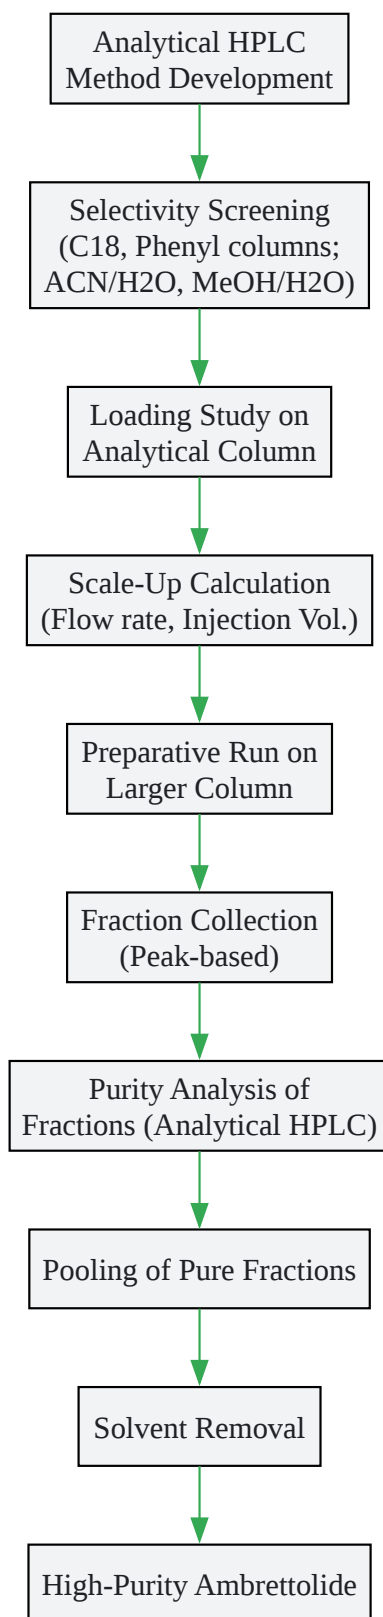 Analytical HPLC
Method Development
Selectivity Screening
(C18, Phenyl columns;
ACN/H2O, MeOH/H2O)
Loading Study on
Analytical Column
Scale-Up Calculation
(Flow rate, Injection Vol.)
Preparative Run on
Larger Column
Fraction Collection
(Peak-based)
Purity Analysis of
Fractions (Analytical HPLC)
Pooling of Pure Fractions
Solvent Removal
High-Purity Ambrettolide